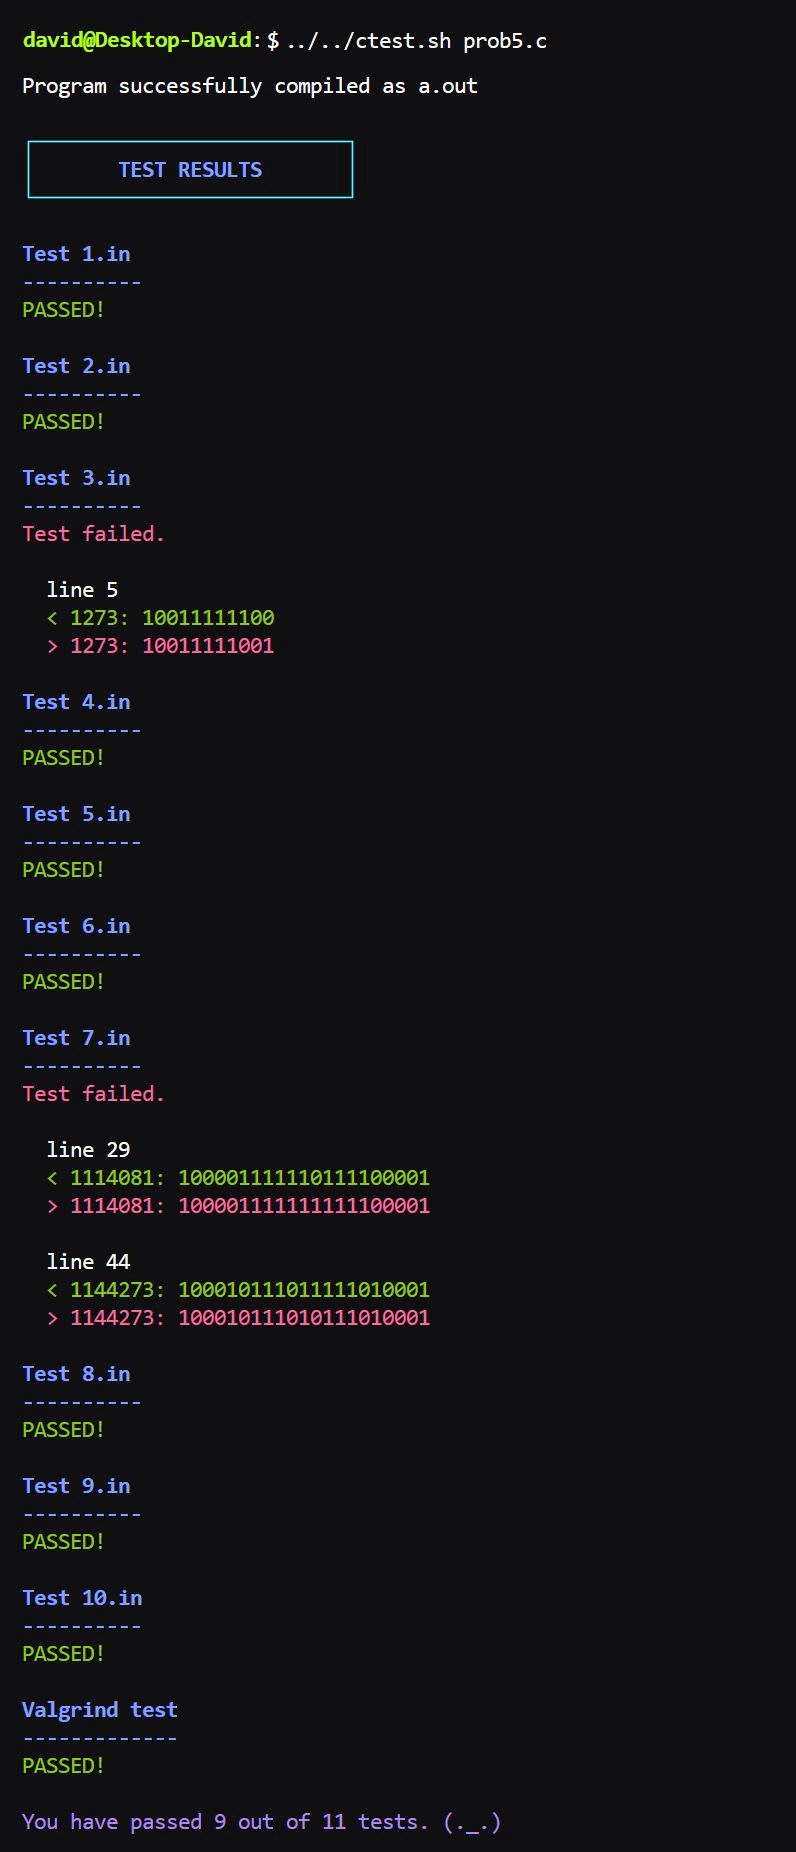 david@Desktop-David:$ ../../ctest.sh prob5.c
Program successfully compiled as a.out
TEST RESULTS
Test 1.in
----------
PASSED!
Test 2.in
----------
PASSED!
Test 3.in
----------
Test failed.
line 5
< 1273: 10011111100
> 1273: 10011111001
Test 4.in
----------
PASSED!
Test 5.in
----------
PASSED!
Test 6.in
----------
PASSED!
Test 7.in
----------
Test failed.
line 29
< 1114081: 100001111110111100001
> 1114081: 100001111111111100001
line 44
< 1144273: 100010111011111010001
> 1144273: 100010111010111010001
Test 8.in
----------
PASSED!
Test 9.in
----------
PASSED!
Test 10.in
----------
PASSED!
Valgrind test
-------------
PASSED!
You have passed 9 out of 11 tests. (._.)